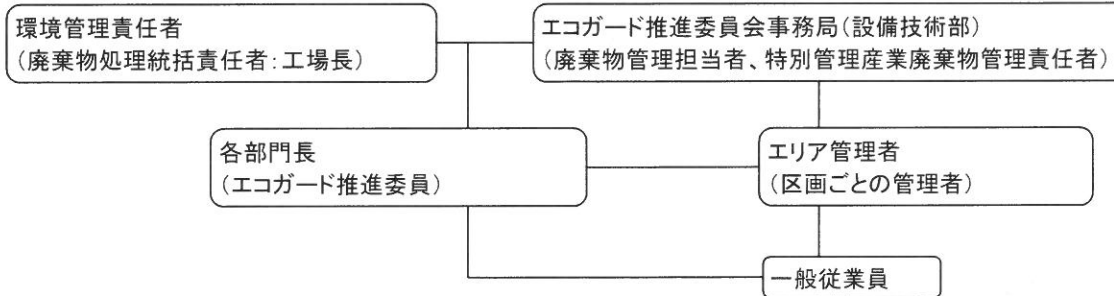 環境管理責任者
(廃棄物処理統括責任者:工場長)
エコガード推進委員会事務局(設備技術部)
(廃棄物管理担当者、特別管理産業廃棄物管理責任者)
各部門長
(エコガード推進委員)
エリア管理者
(区画ごとの管理者)
一般従業員